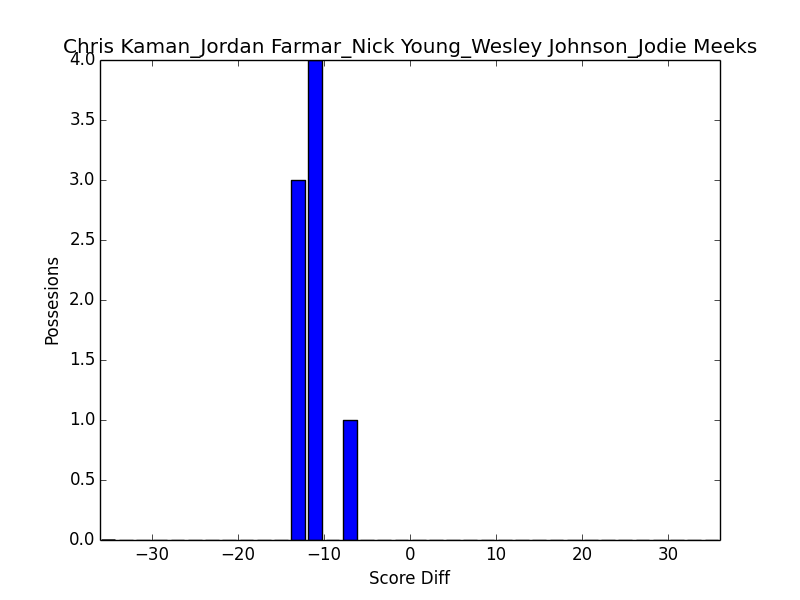 Chris Kaman_Jordan Farmar_Nick Young_Wesley Johnson_Jodie Meeks
4.0
3.5
3.0
2.5
2.0
1.5
1.0
0.5
0.0
Possesions
−30 −20 −10 0 10 20 30
Score Diff